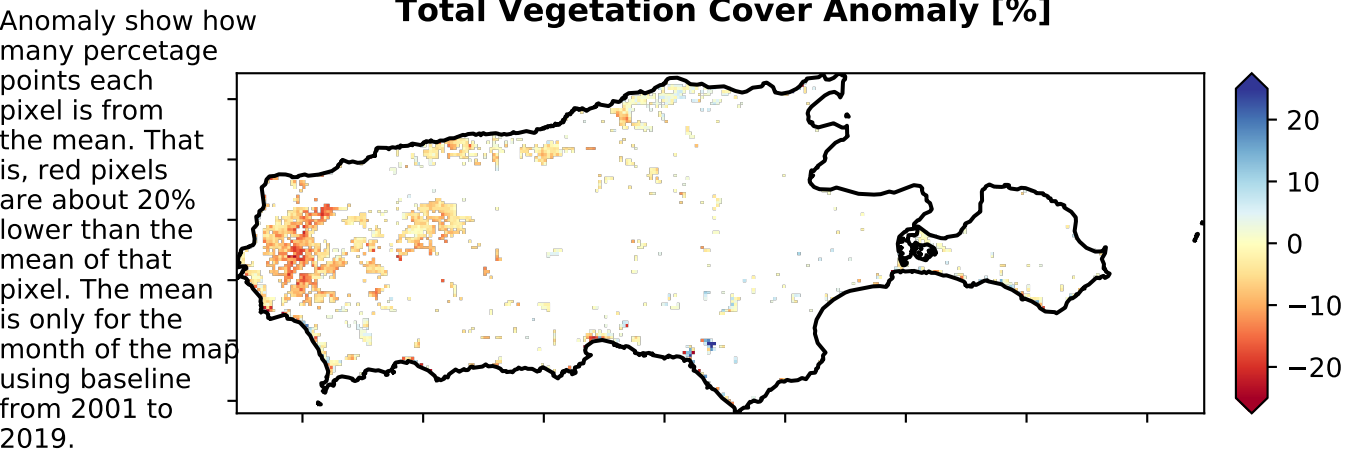 Total Vegetation Cover Anomaly [%]
Anomaly show how
many percetage
points each
pixel is from
the mean. That
is, red pixels
are about 20%
lower than the
mean of that
pixel. The mean
is only for the
month of the map
using baseline
from 2001 to
2019.
20
10
0
−10
−20